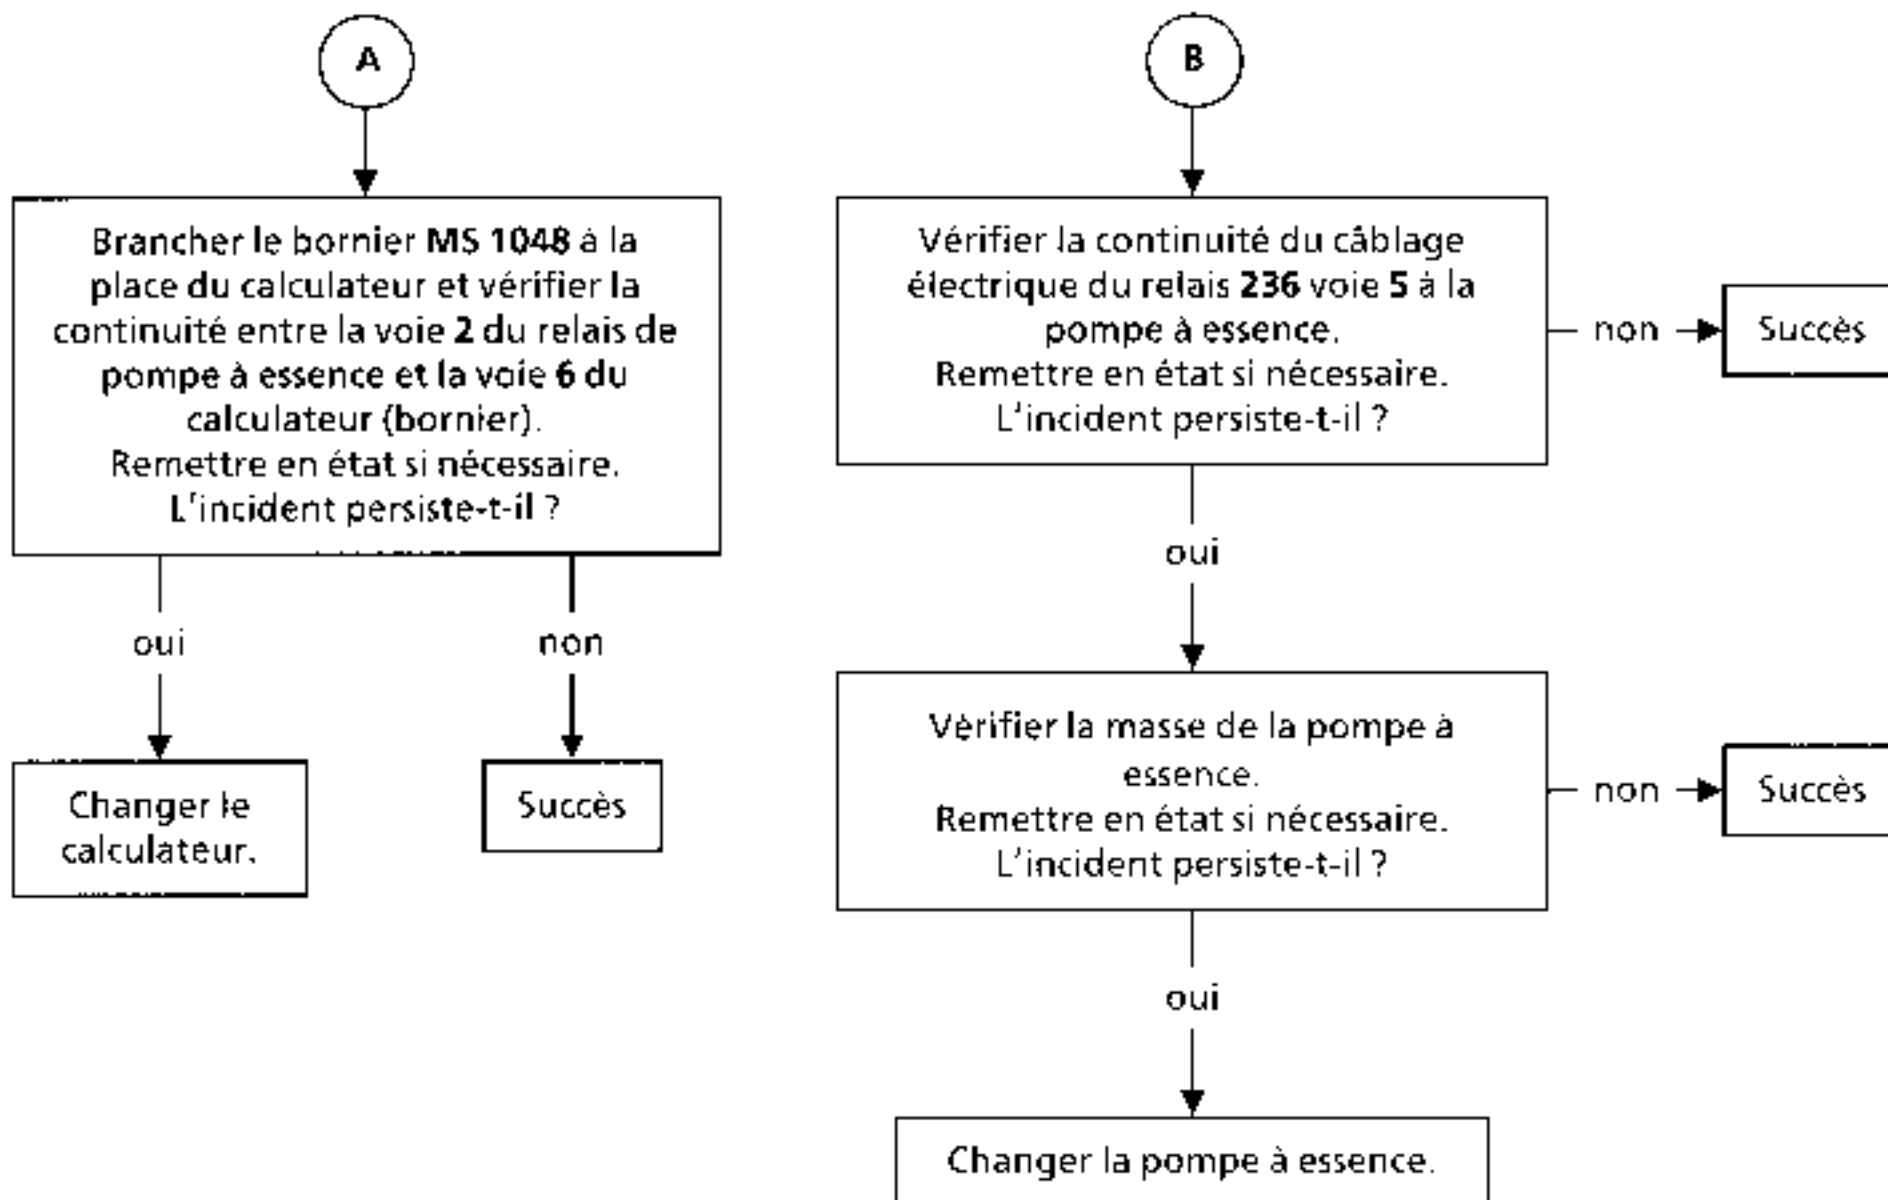 A
Brancher le bornier MS 1048 à la
place du calculateur et vérifier la
continuité entre la voie 2 du relais de
pompe à essence et la voie 6 du
calculateur (bornier).
Remettre en état si nécessaire.
L'incident persiste-t-il ?
oui
non
Changer le
calculateur.
Succès
B
Vérifier la continuité du câblage
électrique du relais 236 voie 5 à la
pompe à essence.
Remettre en état si nécessaire.
L'incident persiste-t-il ?
non
Succès
oui
Vérifier la masse de la pompe à
essence.
Remettre en état si nécessaire.
L'incident persiste-t-il ?
non
Succès
oui
Changer la pompe à essence.